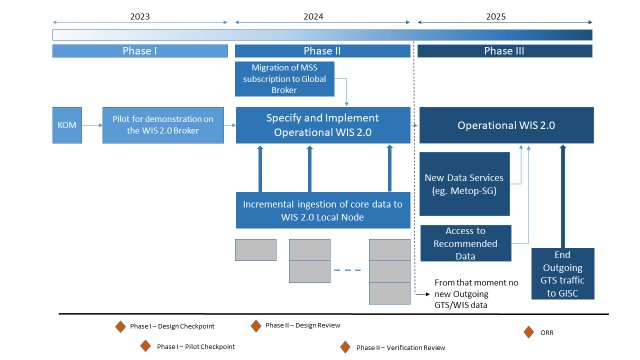 2023
2024
2025
Phase I
Phase II
Phase III
Migration of MSS
subscription to Global
Broker
KOM
Pilot for demonstration on
the WIS 2.0 Broker
Specify and Implement
Operational WIS 2.0
Operational WIS 2.0
New Data Services
(eg. Metop-SG)
Incremental ingestion of core data to
WIS 2.0 Local Node
Access to
Recommended
Data
End
Outgoing
GTS traffic
to GISC
From that moment no
new Outgoing
GTS/WIS data
Phase I – Design Checkpoint
Phase II – Design Review
ORR
Phase I – Pilot Checkpoint
Phase II – Verification Review